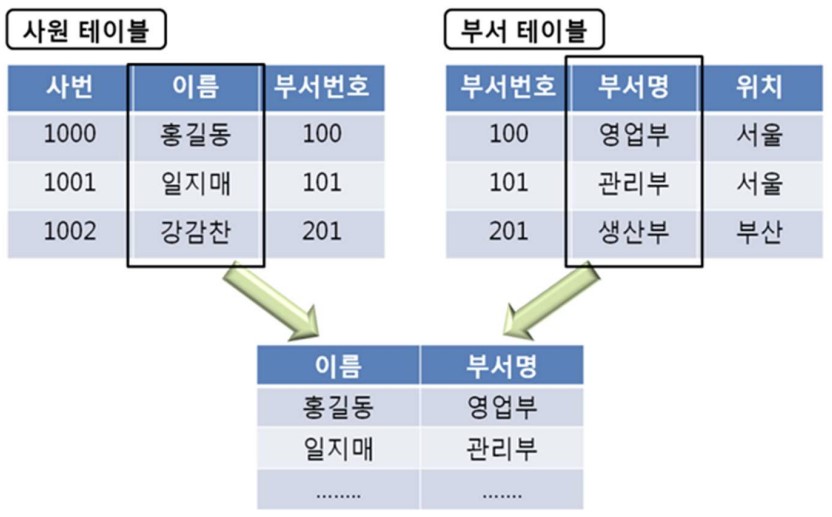 사원 테이블
사번 이름 부서번호
1000 홍길동 100
1001 일지매 101
1002 강감찬 201
부서 테이블
부서번호 부서명 위치
100 영업부 서울
101 관리부 서울
201 생산부 부산
이름 부서명
홍길동 영업부
일지매 관리부
........ .......